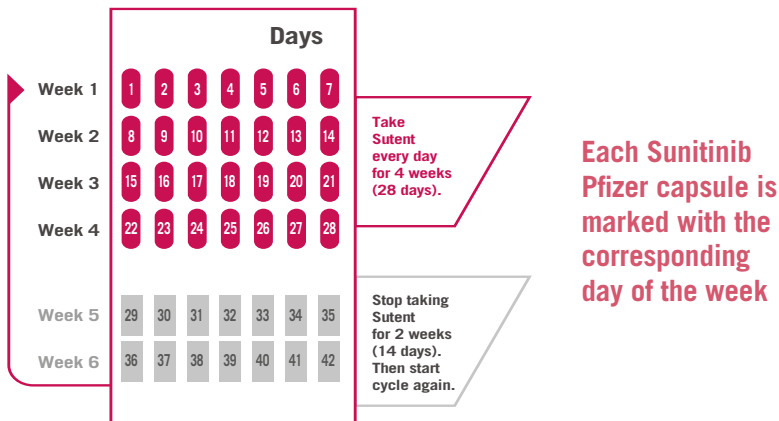 Days
Week 1 1 2 3 4 5 6 7
Week 2 8 9 10 11 12 13 14
Week 3 15 16 17 18 19 20 21
Week 4 22 23 24 25 26 27 28
Take
Sutent
every day
for 4 weeks
(28 days).
Week 5 29 30 31 32 33 34 35
Week 6 36 37 38 39 40 41 42
Stop taking
Sutent
for 2 weeks
(14 days).
Then start
cycle again.
Each Sunitinib
Pfizer capsule is
marked with the
corresponding
day of the week